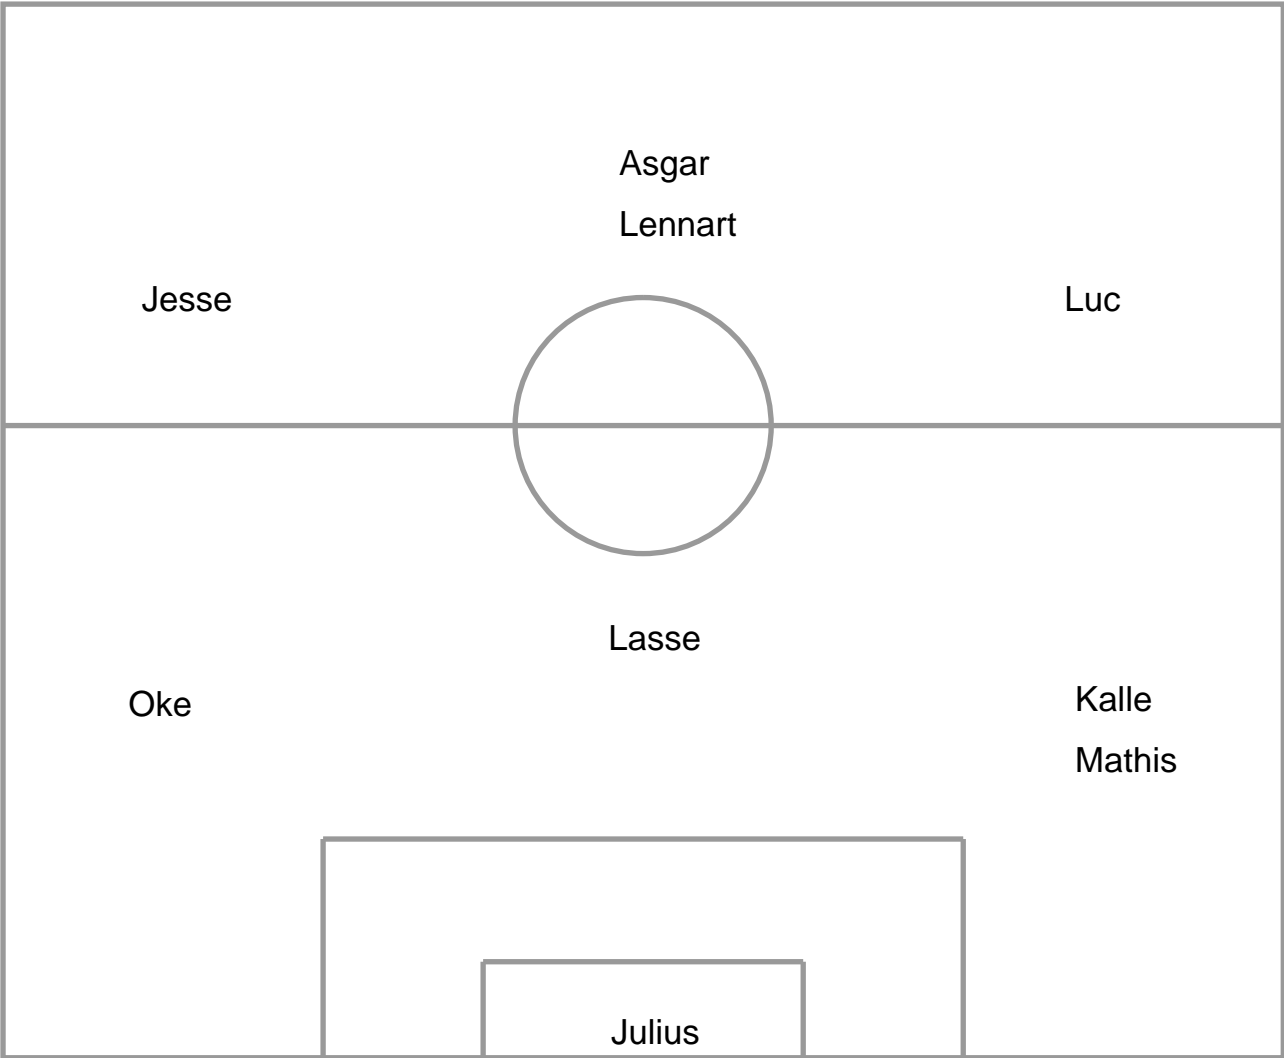 Asgar
Lennart
Jesse
Luc
Lasse
Oke
Kalle
Mathis
Julius